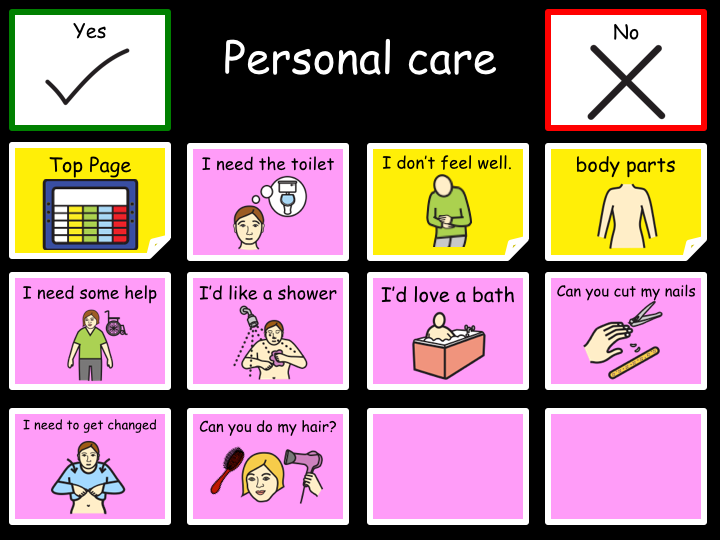 Yes
Personal care
No
Top Page
I need the toilet
I don't feel well.
body parts
I need some help
I'd like a shower
I'd love a bath
Can you cut my nails
I need to get changed
Can you do my hair?